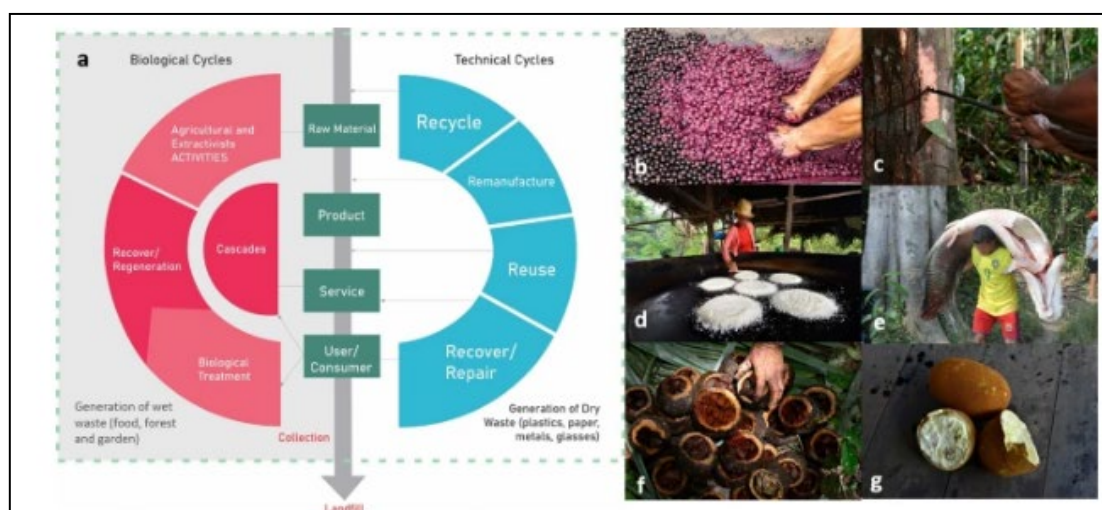 a
Biological Cycles
Technical Cycles
Agricultural and
Extractivists
ACTIVITIES
Recover/
Regeneration
Cascades
Biological
Treatment
Raw Material
Product
Service
User/
Consumer
Recycle
Remanufacture
Reuse
Recover/
Repair
Generation of wet
waste (food, forest
and garden)
Collection
Generation of Dry
Waste (plastics, paper,
metals, glasses)
Landfill
b
c
d
e
f
g